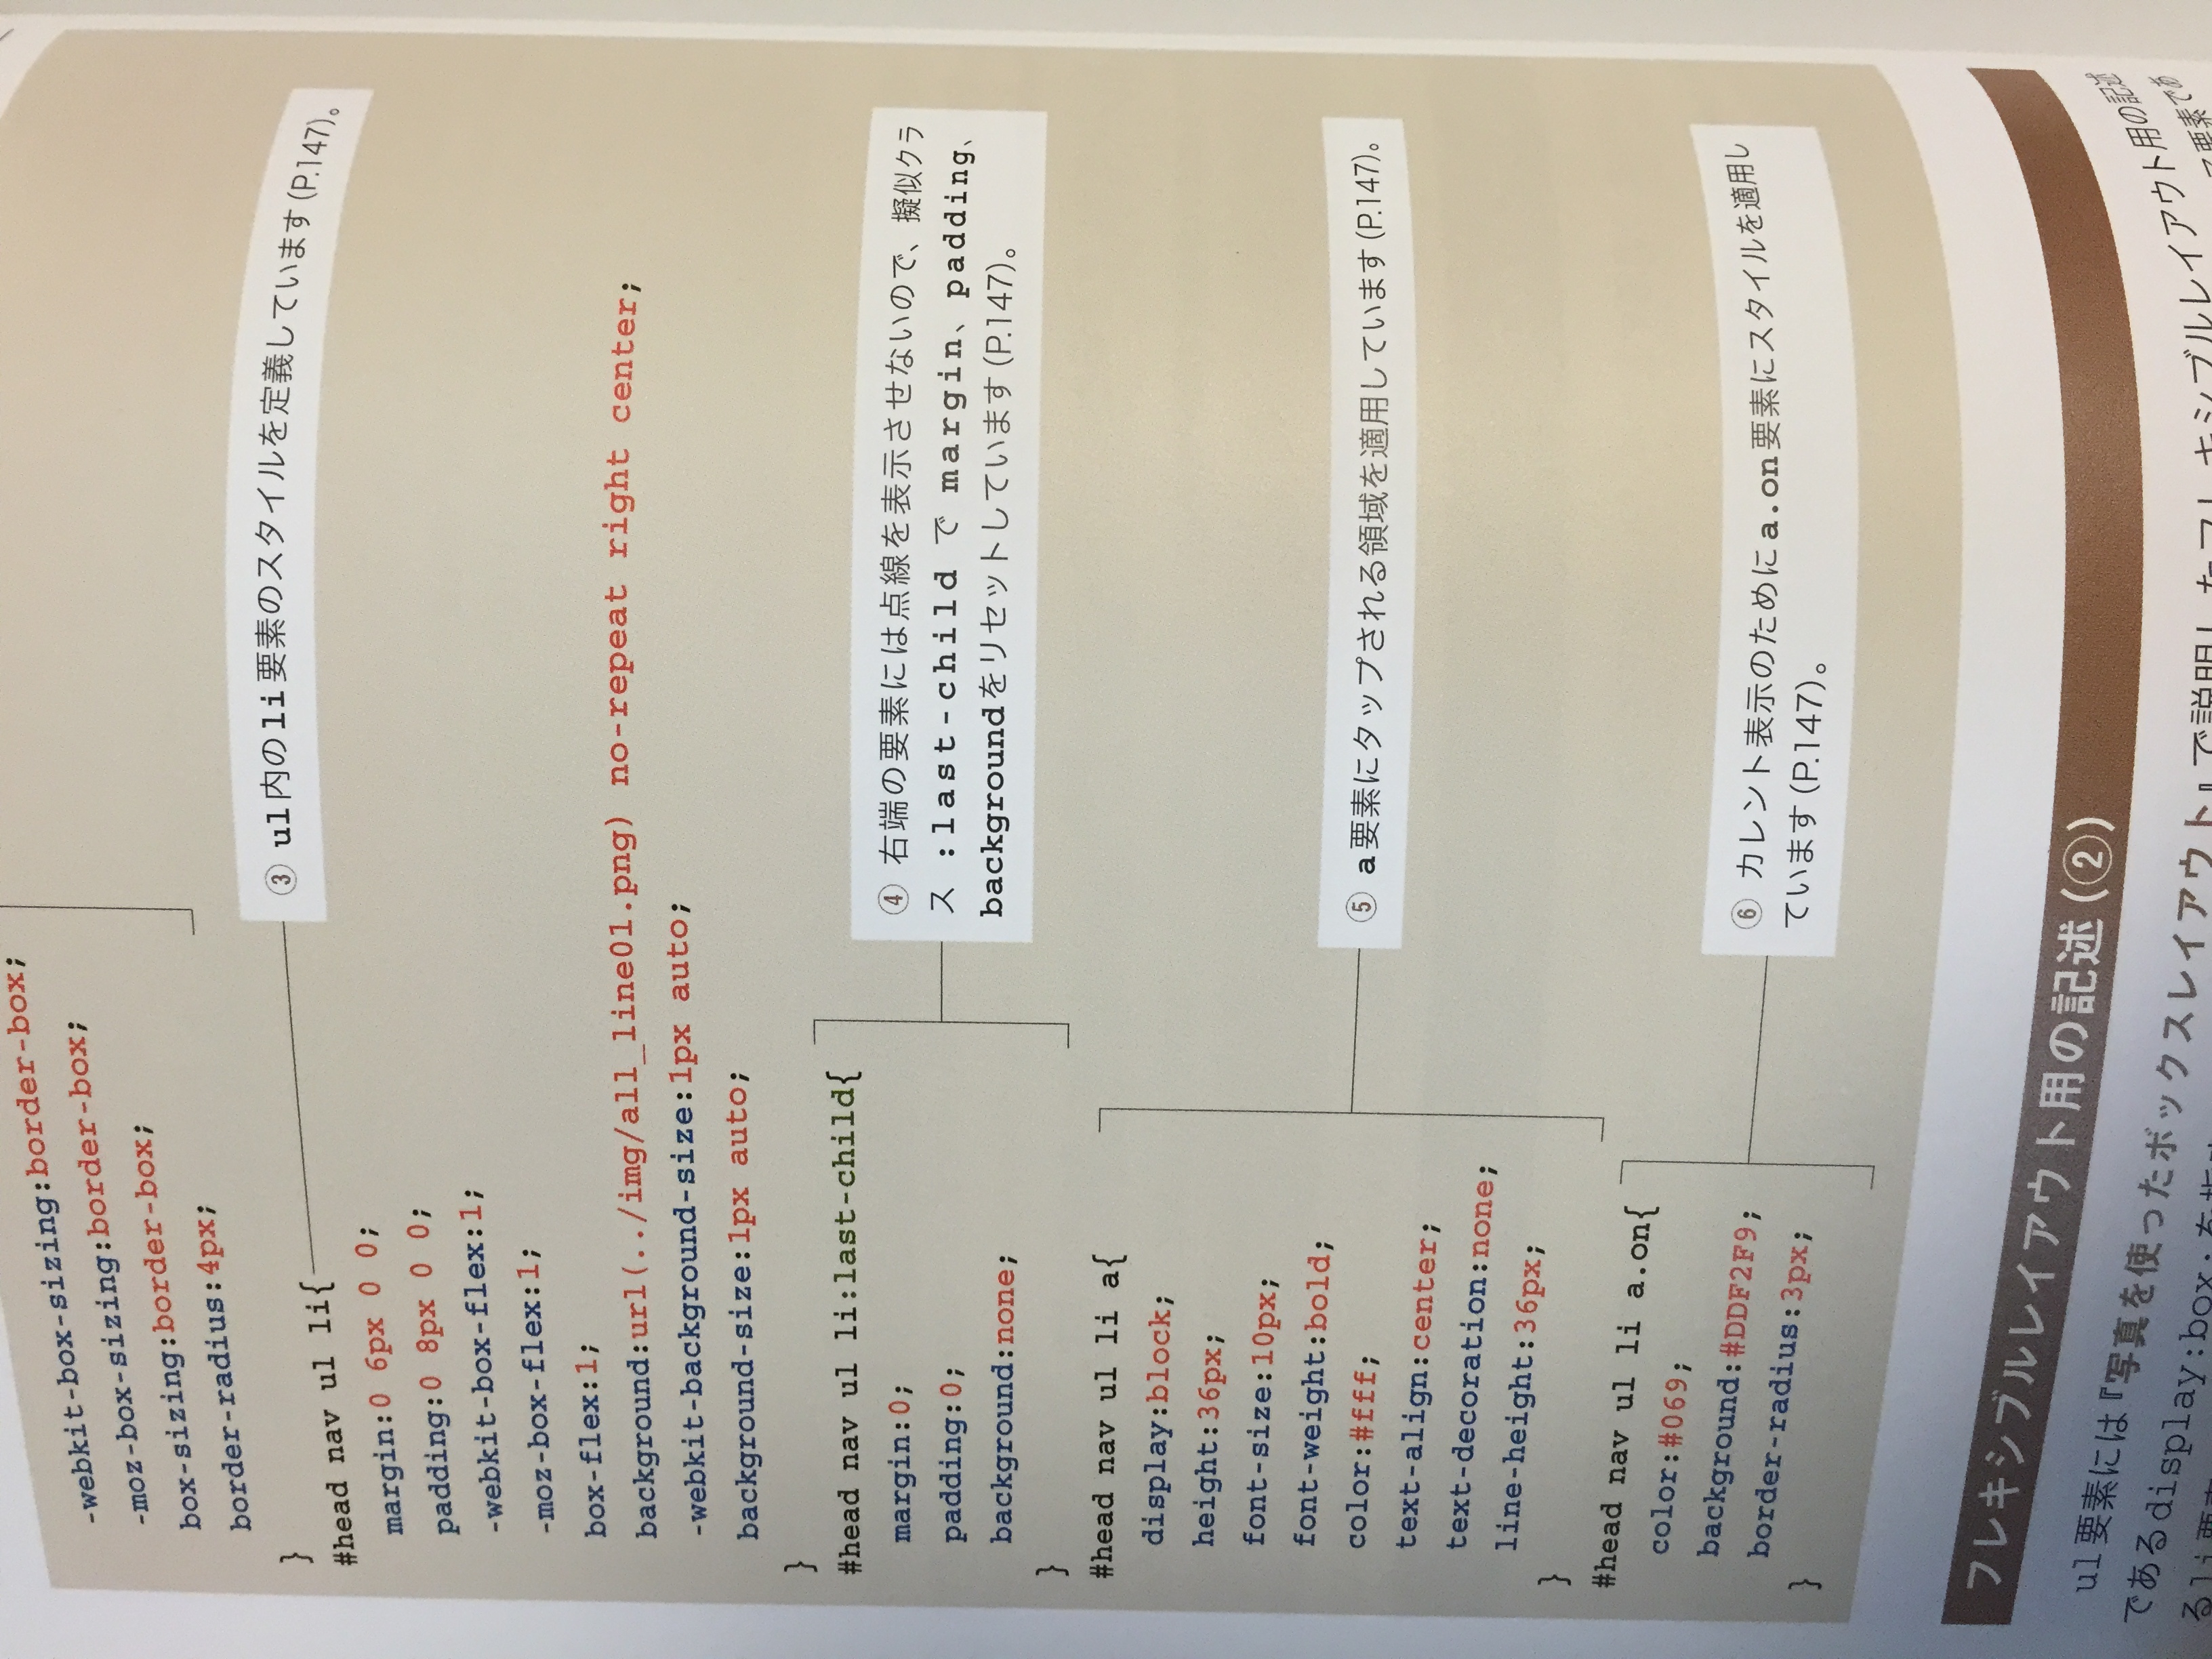 -webkit-box-sizing:border-box;
-moz-box-sizing:border-box;
box-sizing:border-box;
border-radius:4px;
}
#head nav ul li{
③ ul内のli要素のスタイルを定義しています(P.147)。
margin:0 6px 0 0;
padding:0 8px 0 0;
-webkit-box-flex:1;
-moz-box-flex:1;
box-flex:1;
background:url(../img/all_line01.png) no-repeat right center;
-webkit-background-size:1px auto;
background-size:1px auto;
}
#head nav ul li:last-child{
margin:0;
padding:0;
background:none;
}
④ 右端の要素には点線を表示させないので、擬似クラ
ス :last-child で margin、padding、
backgroundをリセットしています(P.147)。
#head nav ul li a{
display:block;
height:36px;
font-size:10px;
font-weight:bold;
color:#fff;
text-align:center;
text-decoration:none;
line-height:36px;
}
⑤ a要素にタップされる領域を適用しています(P.147)。
#head nav ul li a.on{
color:#069;
background:#DDF2F9;
border-radius:3px;
}
⑥ カレント表示のためにa.on要素にスタイルを適用し
ています(P.147)。
フレキシブルレイアウト用の記述(②)
ul要素には『写真を使ったボックスレイアウト』で説明したフレキシブルレイアウト用の記述
であるdisplay:box; を指
るli要素